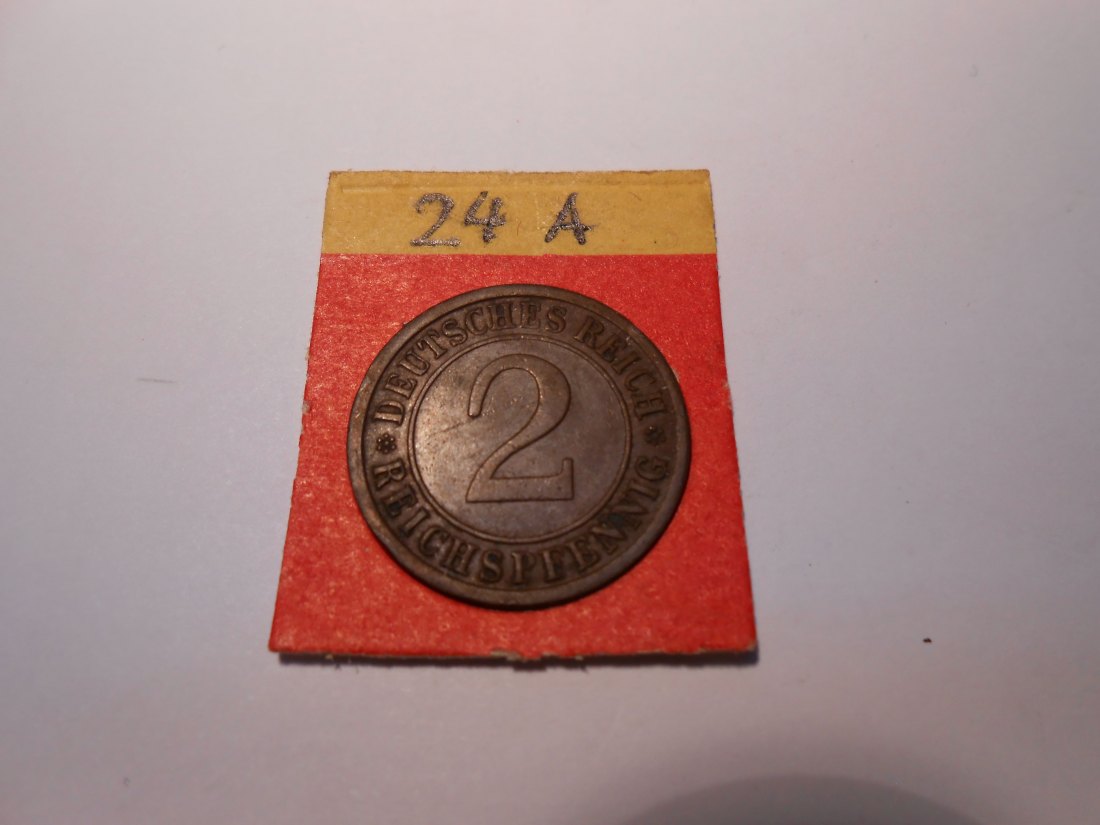 24 A
DEUTSCHES REICH
2
REICHSPFENNIG